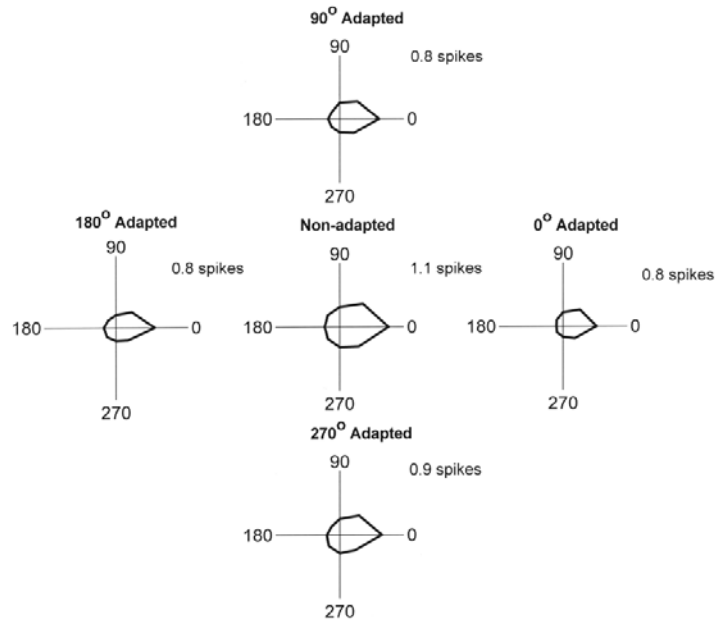 90° Adapted
90
0.8 spikes
180
0
270
180° Adapted
90
0.8 spikes
180
0
270
Non-adapted
90
1.1 spikes
180
0
270
0° Adapted
90
0.8 spikes
180
0
270
270° Adapted
90
0.9 spikes
180
0
270